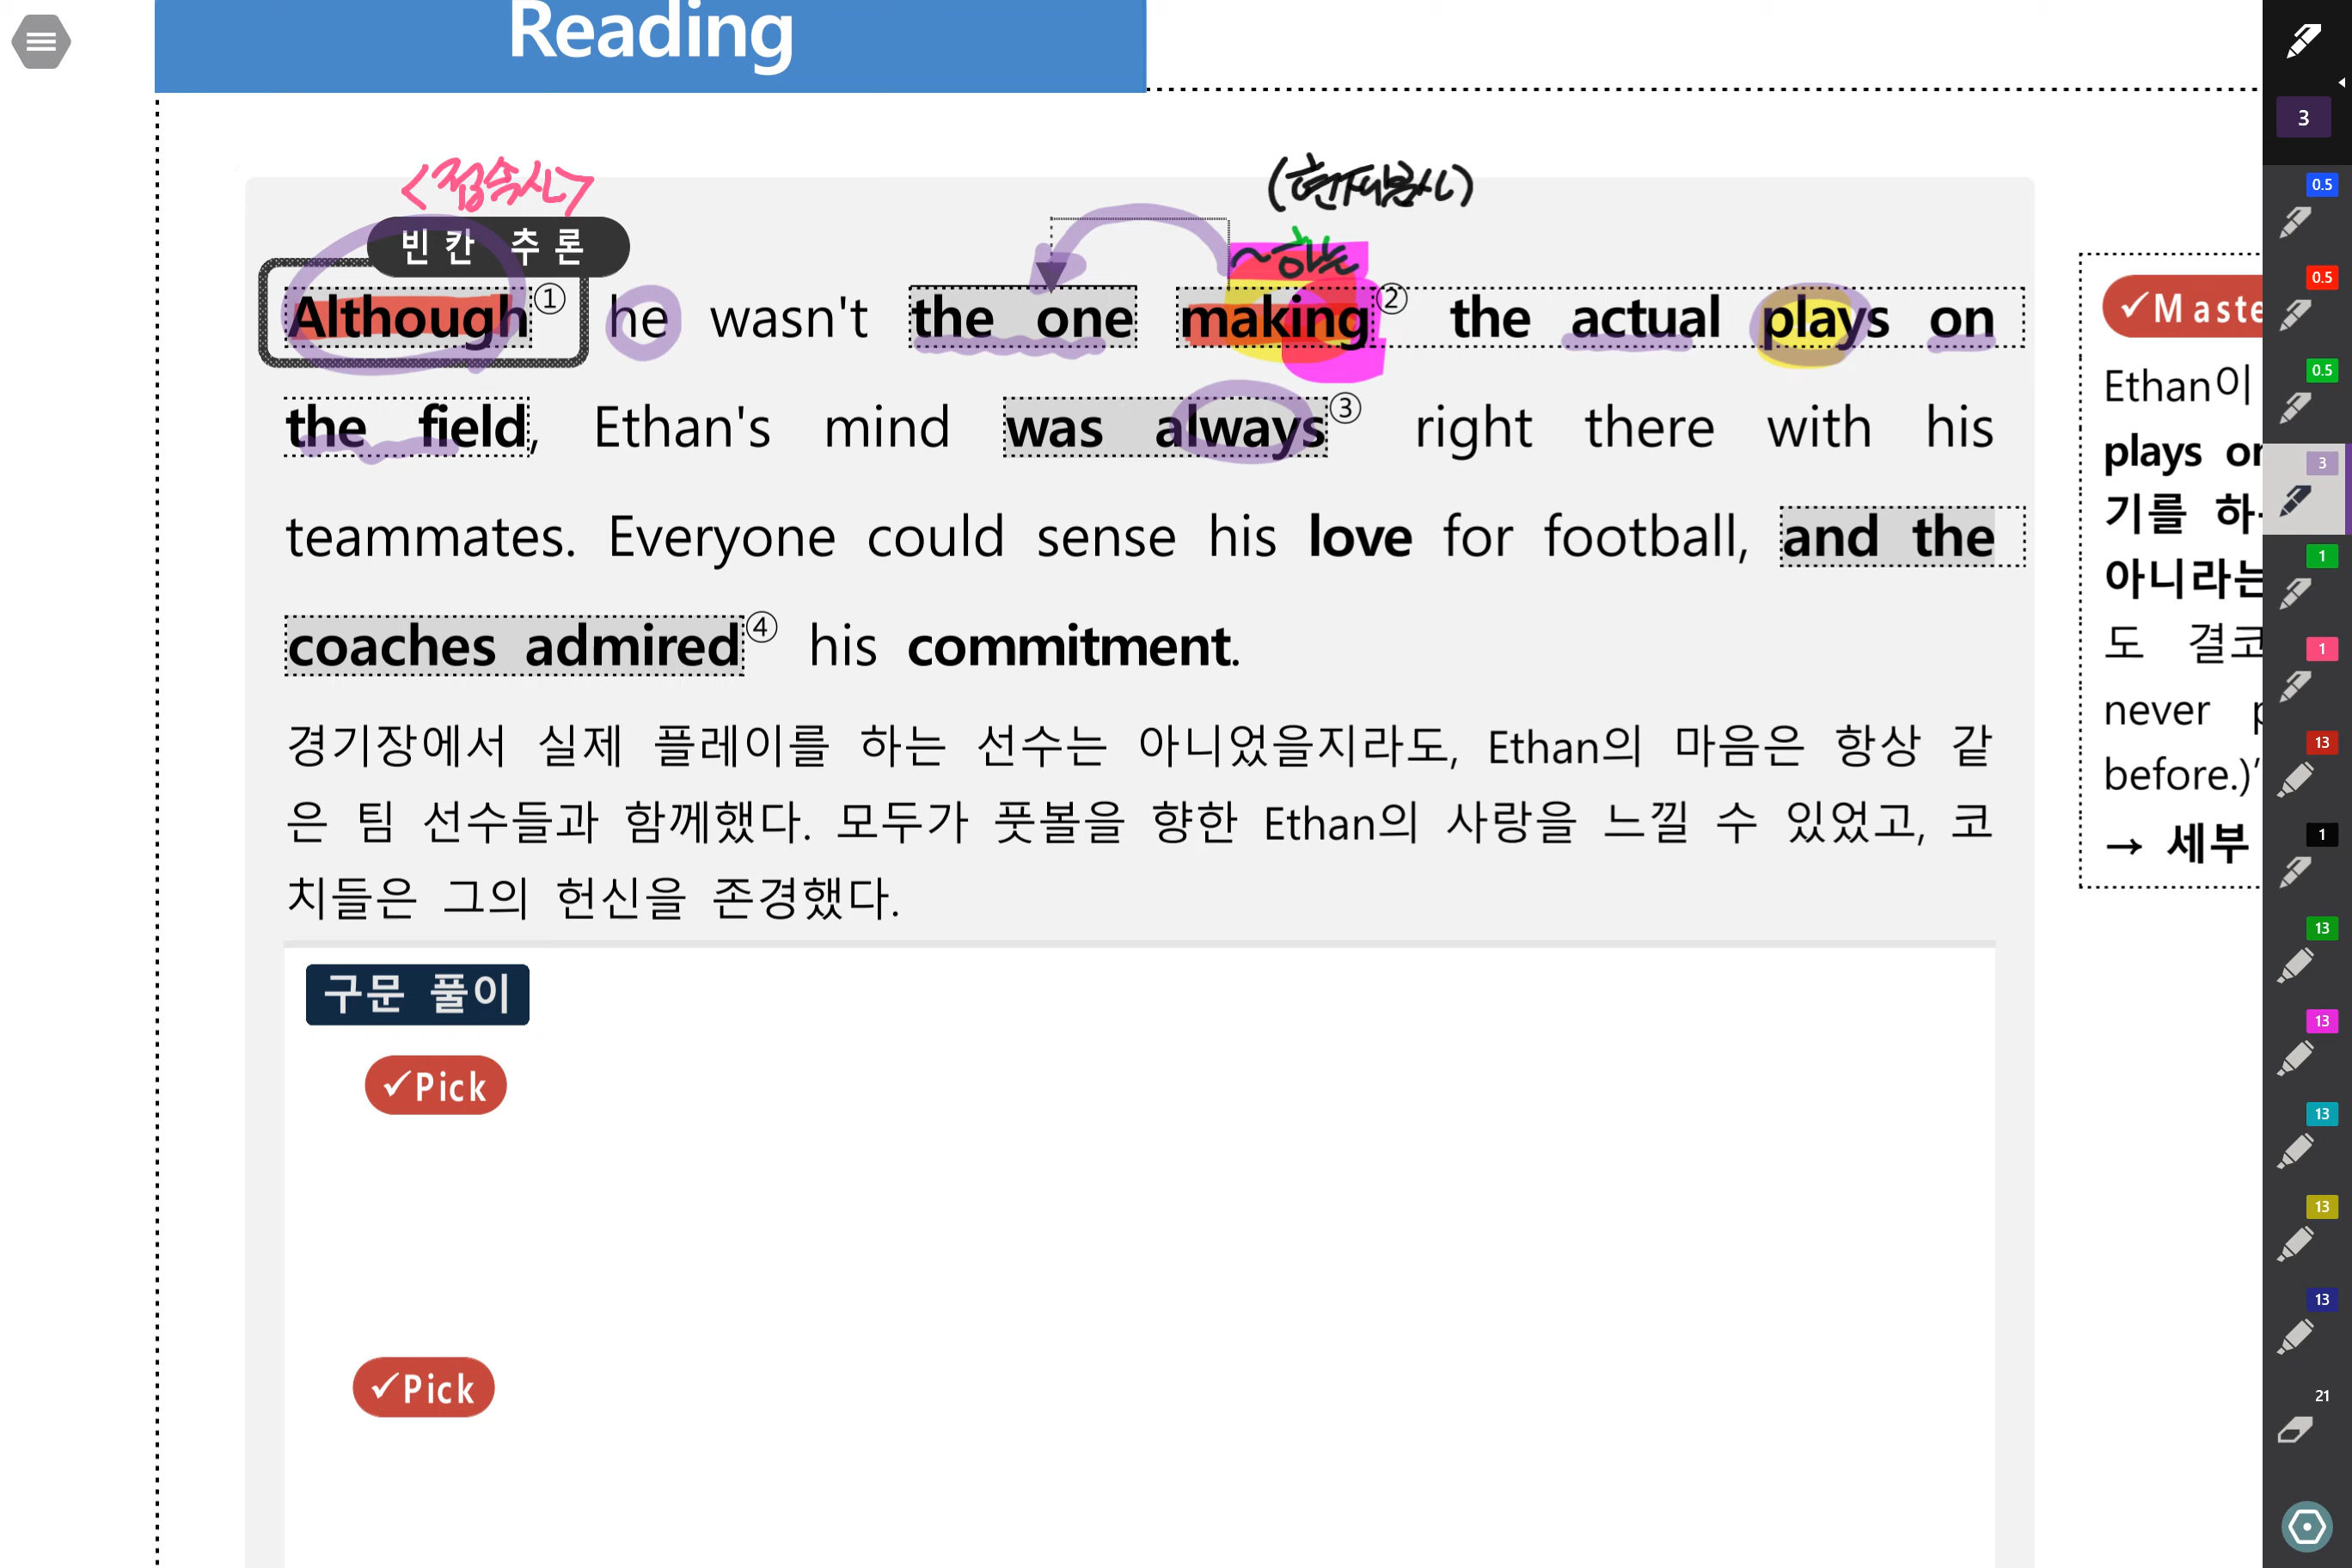 Reading
3
<접속사>
(현재분사)
빈칸 추론
~하는
Although① he wasn't the one making② the actual plays on
the field, Ethan's mind was always③ right there with his
teammates. Everyone could sense his love for football, and the
coaches admired④ his commitment.
경기장에서 실제 플레이를 하는 선수는 아니었을지라도, Ethan의 마음은 항상 같
은 팀 선수들과 함께했다. 모두가 풋볼을 향한 Ethan의 사랑을 느낄 수 있었고, 코
치들은 그의 헌신을 존경했다.
구문 풀이
✓Pick
✓Pick
✓Maste
Ethan이
plays or
기를 하
아니라는
도 결코
never p
before.)’
→ 세부
0.5
0.5
0.5
3
1
1
13
1
13
13
13
13
13
21